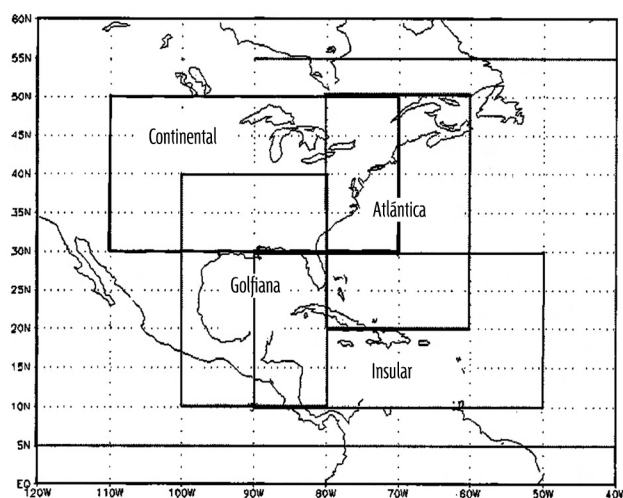 60N
55N
50N
45N
Continental
40N
35N
Atlántica
30N
25N
Golfiana
20N
15N
Insular
10N
5N
EQ
120W 110W 100W 90W 80W 70W 60W 50W 40W